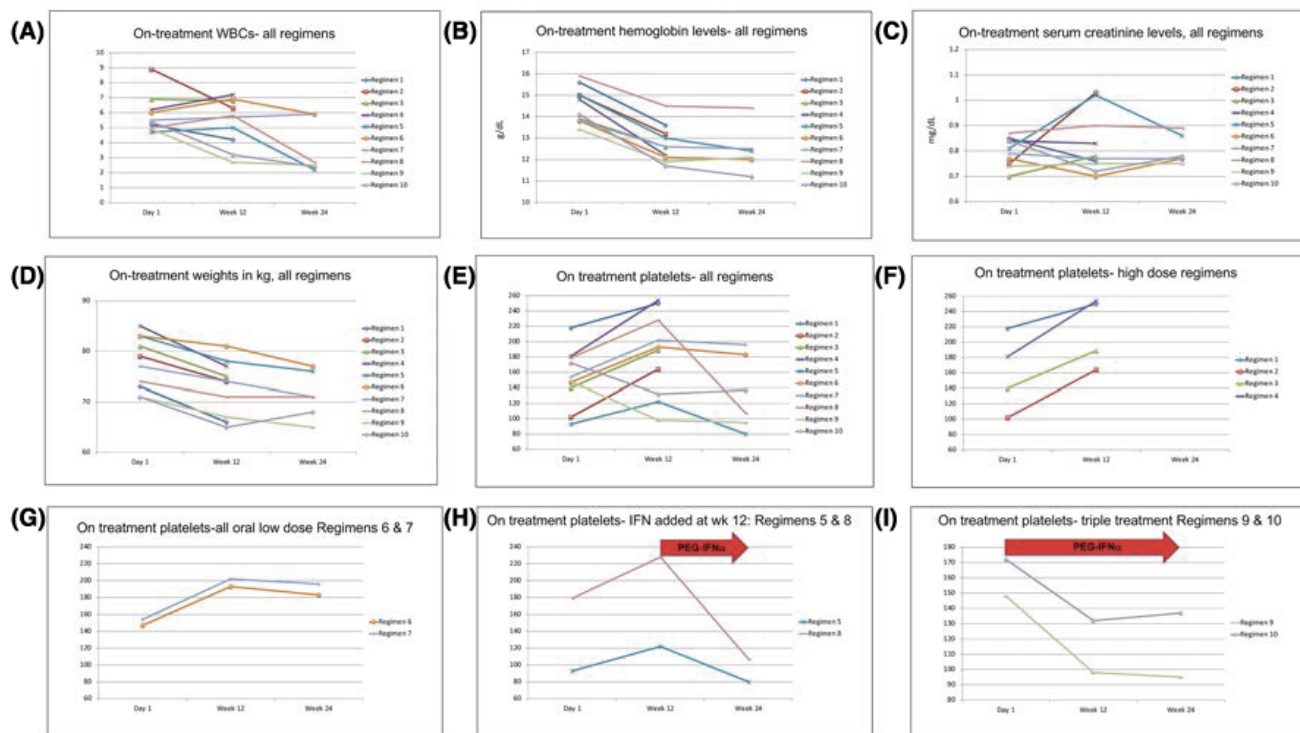 (A)
On-treatment WBCs- all regimens
10
9
8
7
6
5
4
3
2
1
0
Day 1 Week 12 Week 24
Regimen 1
Regimen 2
Regimen 3
Regimen 4
Regimen 5
Regimen 6
Regimen 7
Regimen 8
Regimen 9
Regimen 10
(B)
On-treatment hemoglobin levels- all regimens
g/dL
17
16
15
14
13
12
11
10
Day 1 Week 12 Week 24
Regimen 1
Regimen 2
Regimen 3
Regimen 4
Regimen 5
Regimen 6
Regimen 7
Regimen 8
Regimen 9
Regimen 10
(C)
On-treatment serum creatinine levels, all regimens
mg/dL
1.2
1.1
1
0.9
0.8
0.7
0.6
Day 1 Week 12 Week 24
Regimen 1
Regimen 2
Regimen 3
Regimen 4
Regimen 5
Regimen 6
Regimen 7
Regimen 8
Regimen 9
Regimen 10
(D)
On-treatment weights in kg, all regimens
90
80
70
60
Day 1 Week 12 Week 24
Regimen 1
Regimen 2
Regimen 3
Regimen 4
Regimen 5
Regimen 6
Regimen 7
Regimen 8
Regimen 9
Regimen 10
(E)
On treatment platelets- all regimens
260
240
220
200
180
160
140
120
100
80
60
Day 1 Week 12 Week 24
Regimen 1
Regimen 2
Regimen 3
Regimen 4
Regimen 5
Regimen 6
Regimen 7
Regimen 8
Regimen 9
Regimen 10
(F)
On treatment platelets- high dose regimens
260
240
220
200
180
160
140
120
100
80
60
Day 1 Week 12 Week 24
Regimen 1
Regimen 2
Regimen 3
Regimen 4
(G)
On treatment platelets-all oral low dose Regimens 6 & 7
240
220
200
180
160
140
120
100
80
60
Day 1 Week 12 Week 24
Regimen 6
Regimen 7
(H)
On treatment platelets- IFN added at wk 12: Regimens 5 & 8
PEG-IFNα
240
220
200
180
160
140
120
100
80
60
Day 1 Week 12 Week 24
Regimen 5
Regimen 8
(I)
On treatment platelets- triple treatment Regimens 9 & 10
PEG-IFNα
180
170
160
150
140
130
120
110
100
90
80
Day 1 Week 12 Week 24
Regimen 9
Regimen 10